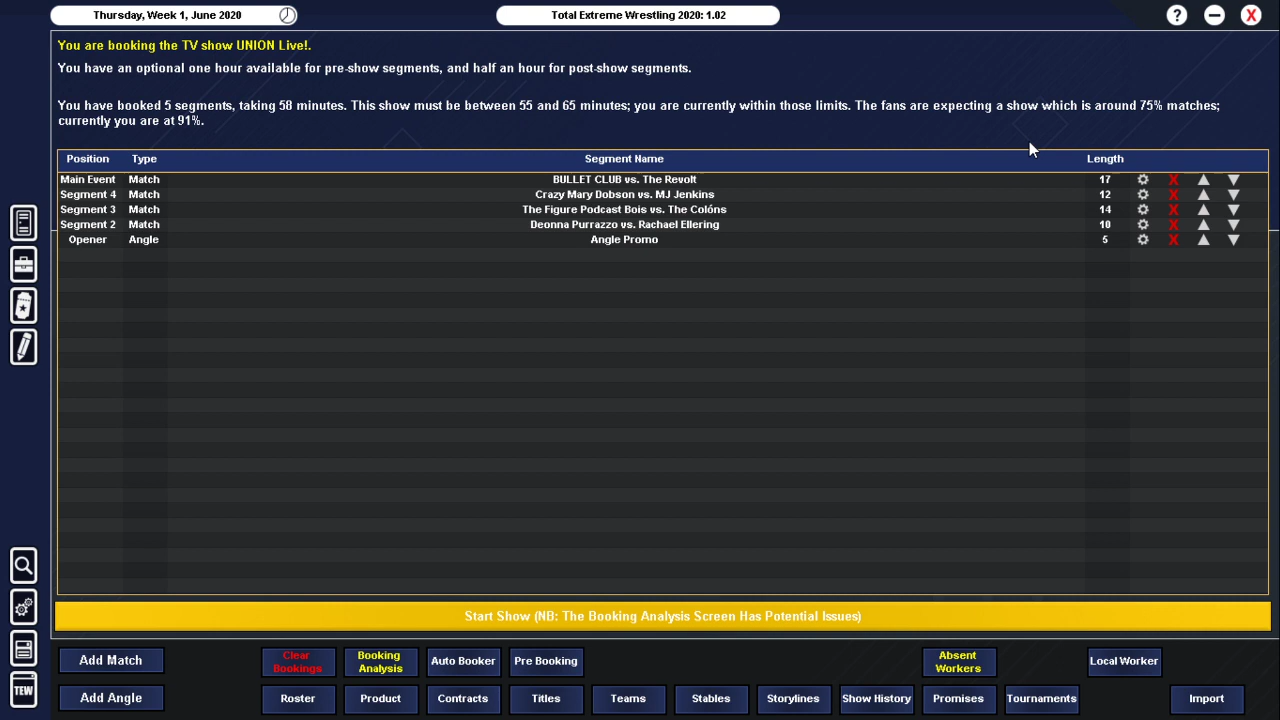 Thursday, Week 1, June 2020
Total Extreme Wrestling 2020: 1.02
?
X
You are booking the TV show UNION Live!.
You have an optional one hour available for pre-show segments, and half an hour for post-show segments.
You have booked 5 segments, taking 58 minutes. This show must be between 55 and 65 minutes; you are currently within those limits. The fans are expecting a show which is around 75% matches;
currently you are at 91%.
Position Type Segment Name Length
Main Event Match BULLET CLUB vs. The Revolt 17 X
Segment 4 Match Crazy Mary Dobson vs. MJ Jenkins 12 X
Segment 3 Match The Figure Podcast Bois vs. The Colóns 14 X
Segment 2 Match Deonna Purrazzo vs. Rachael Ellering 10 X
Opener Angle Angle Promo 5 X
Start Show (NB: The Booking Analysis Screen Has Potential Issues)
Add Match
Clear
Bookings
Booking
Analysis
Auto Booker
Pre Booking
Absent
Workers
Local Worker
TEW
Add Angle
Roster
Product
Contracts
Titles
Teams
Stables
Storylines
Show History
Promises
Tournaments
Import